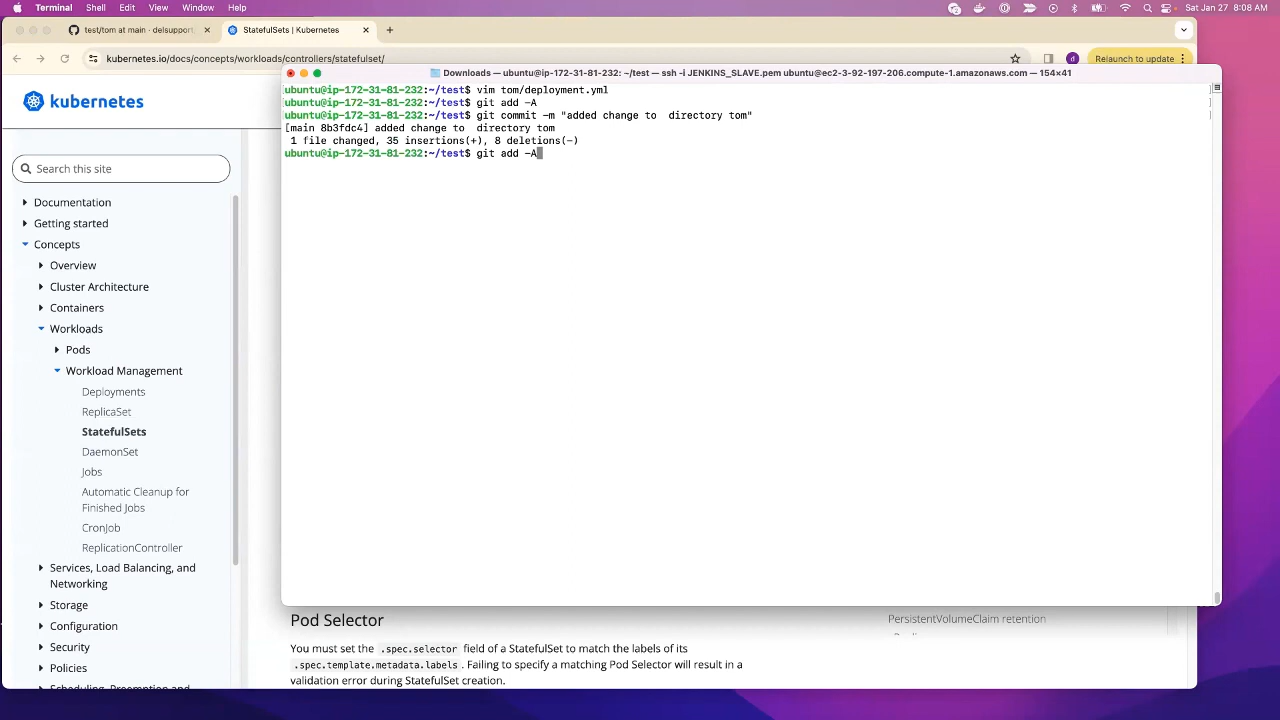 Terminal Shell Edit View Window Help Sat Jan 27 8:08 AM
test/tom at main · delsupport StatefulSets | Kubernetes
kubernetes.io/docs/concepts/workloads/controllers/statefulset/ d Relaunch to update
Downloads — ubuntu@ip-172-31-81-232: ~/test — ssh -i JENKINS_SLAVE.pem ubuntu@ec2-3-92-197-206.compute-1.amazonaws.com — 154×41
ubuntu@ip-172-31-81-232:~/test$ vim tom/deployment.yml
ubuntu@ip-172-31-81-232:~/test$ git add -A
ubuntu@ip-172-31-81-232:~/test$ git commit -m "added change to  directory tom"
[main 8b3fdc4] added change to  directory tom
 1 file changed, 35 insertions(+), 8 deletions(-)
ubuntu@ip-172-31-81-232:~/test$ git add -A
kubernetes
Search this site
Documentation
Getting started
Concepts
Overview
Cluster Architecture
Containers
Workloads
Pods
Workload Management
Deployments
ReplicaSet
StatefulSets
DaemonSet
Jobs
Automatic Cleanup for
Finished Jobs
CronJob
ReplicationController
Services, Load Balancing, and
Networking
Storage
Configuration
Security
Policies
Scheduling, Preemption and
Pod Selector
You must set the .spec.selector field of a StatefulSet to match the labels of its
.spec.template.metadata.labels . Failing to specify a matching Pod Selector will result in a
validation error during StatefulSet creation.
PersistentVolumeClaim retention